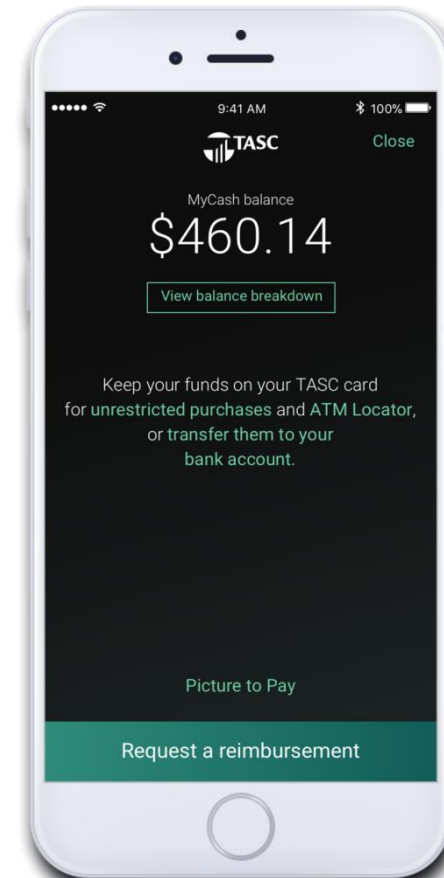 9:41 AM
100%
TASC
Close
MyCash balance
$460.14
View balance breakdown
Keep your funds on your TASC card
for unrestricted purchases and ATM Locator,
or transfer them to your
bank account.
Picture to Pay
Request a reimbursement